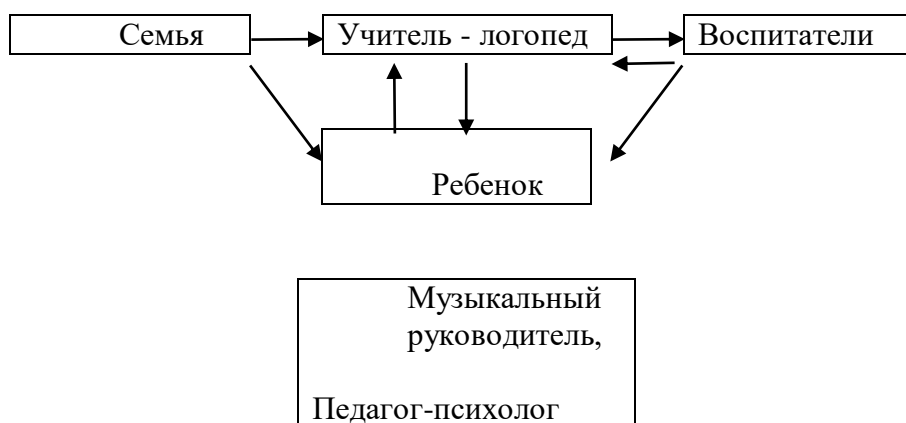 Семья
Учитель - логопед
Воспитатели
Ребенок
Музыкальный
руководитель,
Педагог-психолог